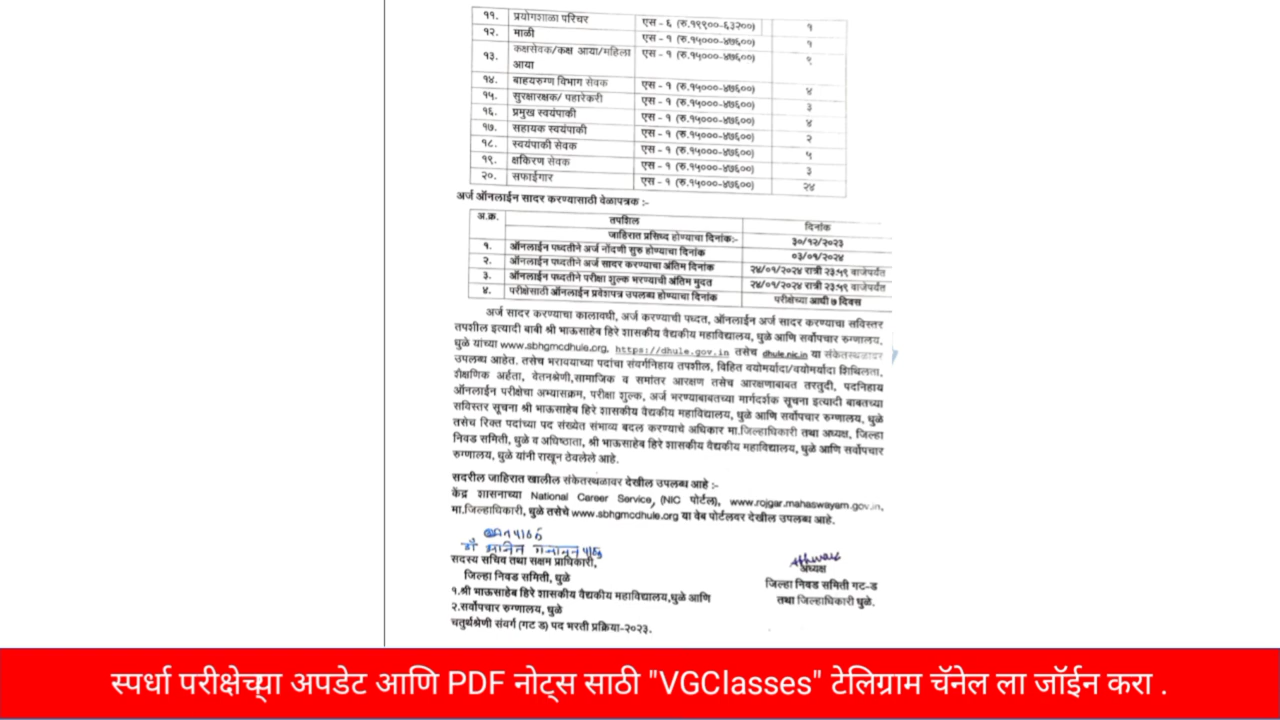 ११. प्रयोगशाळा परिचर एस - ६ (रु.१९९००-६३२००) १
१२. माळी एस - १ (रु.१५०००-४७६००) १
१३. कक्षसेवक/कक्ष आया/महिला आया एस - १ (रु.१५०००-४७६००) ९
१४. बाहयरुग्ण विभाग सेवक एस - १ (रु.१५०००-४७६००) ४
१५. सुरक्षारक्षक/ पहारेकरी एस - १ (रु.१५०००-४७६००) ३
१६. प्रमुख स्वयंपाकी एस - १ (रु.१५०००-४७६००) ४
१७. सहायक स्वयंपाकी एस - १ (रु.१५०००-४७६००) २
१८. स्वयंपाकी सेवक एस - १ (रु.१५०००-४७६००) ५
१९. क्षकिरण सेवक एस - १ (रु.१५०००-४७६००) ३
२०. सफाईगार एस - १ (रु.१५०००-४७६००) २४
अर्ज ऑनलाईन सादर करण्यासाठी वेळापत्रक :-
अ.क्र. तपशिल दिनांक
जाहिरात प्रसिध्द होण्याचा दिनांक:- ३०/१२/२०२३
१. ऑनलाईन पध्दतीने अर्ज नोंदणी सुरु होण्याचा दिनांक ०३/०१/२०२४
२. ऑनलाईन पध्दतीने अर्ज सादर करण्याचा अंतिम दिनांक २४/०१/२०२४ रात्री २३:५९ वाजेपर्यंत
३. ऑनलाईन पध्दतीने परीक्षा शुल्क भरण्याची अंतिम मुदत २४/०१/२०२४ रात्री २३:५९ वाजेपर्यंत
४. परीक्षेसाठी ऑनलाईन प्रवेशपत्र उपलब्ध होण्याचा दिनांक परीक्षेच्या आधी ७ दिवस
अर्ज सादर करण्याचा कालावधी, अर्ज करण्याची पध्दत, ऑनलाईन अर्ज सादर करण्याचा सविस्तर
तपशील इत्यादी बाबी श्री भाऊसाहेब हिरे शासकीय वैद्यकीय महाविद्यालय, धुळे आणि सर्वोपचार रुग्णालय,
धुळे यांच्या www.sbhgmcdhule.org, https://dhule.gov.in तसेच dhule.nic.in या संकेतस्थळावर
उपलब्ध आहेत. तसेच भरावयाच्या पदांचा संवर्गनिहाय तपशील, विहित वयोमर्यादा/वयोमर्यादा शिथिलता,
शैक्षणिक अर्हता, वेतनश्रेणी,सामाजिक व समांतर आरक्षण तसेच आरक्षणाबाबत तरतुदी, पदनिहाय
ऑनलाईन परीक्षेचा अभ्यासक्रम, परीक्षा शुल्क, अर्ज भरण्याबाबतच्या मार्गदर्शक सूचना इत्यादी बाबतच्या
सविस्तर सूचना श्री भाऊसाहेब हिरे शासकीय वैद्यकीय महाविद्यालय, धुळे आणि सर्वोपचार रुग्णालय, धुळे
तसेच रिक्त पदांच्या पद संख्येत संभाव्य बदल करण्याचे अधिकार मा.जिल्हाधिकारी तथा अध्यक्ष, जिल्हा
निवड समिती, धुळे व अधिष्ठाता, श्री भाऊसाहेब हिरे शासकीय वैद्यकीय महाविद्यालय, धुळे आणि सर्वोपचार
रुग्णालय, धुळे यांनी राखून ठेवलेले आहे.
सदरील जाहिरात खालील संकेतस्थळावर देखील उपलब्ध आहे :-
केंद्र शासनाच्या National Career Service, (NIC पोर्टल), www.rojgar.mahaswayam.gov.in,
मा.जिल्हाधिकारी, धुळे तसेचे www.sbhgmcdhule.org या वेब पोर्टलवर देखील उपलब्ध आहे.
सदस्य सचिव तथा सक्षम प्राधिकारी,
जिल्हा निवड समिती, धुळे
१.श्री भाऊसाहेब हिरे शासकीय वैद्यकीय महाविद्यालय,धुळे आणि
२.सर्वोपचार रुग्णालय, धुळे
चतुर्थश्रेणी संवर्ग (गट ड) पद भरती प्रक्रिया-२०२३.
अध्यक्ष
जिल्हा निवड समिती गट-ड
तथा जिल्हाधिकारी धुळे.
स्पर्धा परीक्षेच्या अपडेट आणि PDF नोट्स साठी "VGClasses" टेलिग्राम चॅनेल ला जॉईन करा .